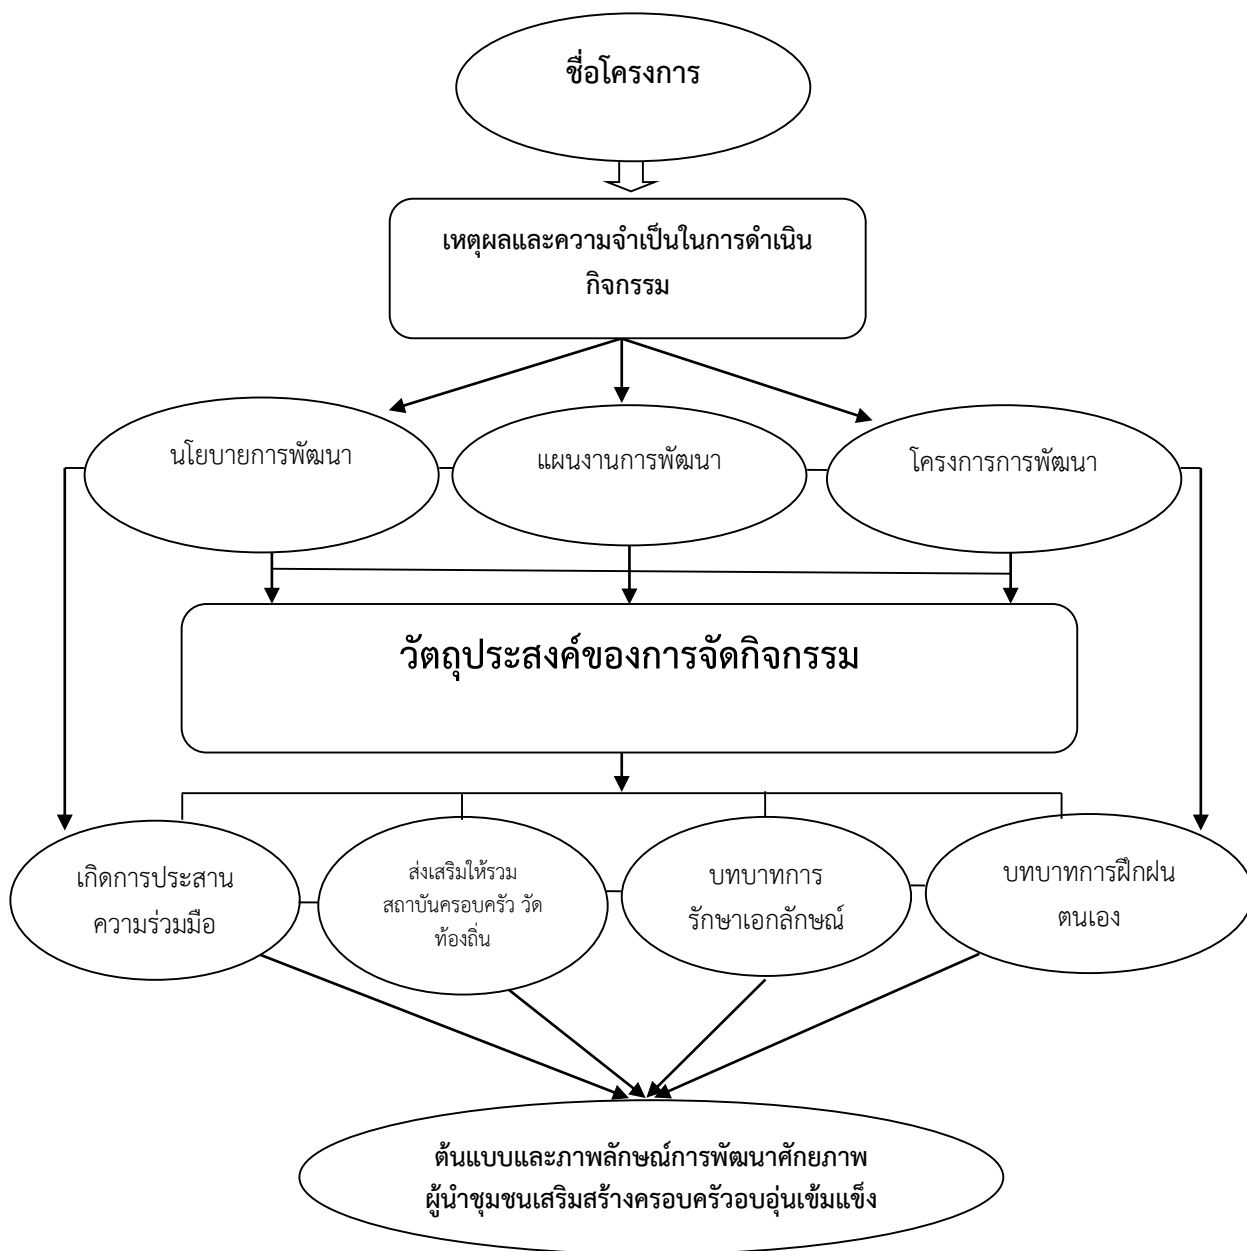 ชื่อโครงการ
เหตุผลและความจำเป็นในการดำเนิน
กิจกรรม
นโยบายการพัฒนา
แผนงานการพัฒนา
โครงการการพัฒนา
วัตถุประสงค์ของการจัดกิจกรรม
เกิดการประสาน
ความร่วมมือ
ส่งเสริมให้รวม
สถาบันครอบครัว วัด
ท้องถิ่น
บทบาทการ
รักษาเอกลักษณ์
บทบาทการฝึกฝน
ตนเอง
ต้นแบบและภาพลักษณ์การพัฒนาศักยภาพ
ผู้นำชุมชนเสริมสร้างครอบครัวอบอุ่นเข้มแข็ง